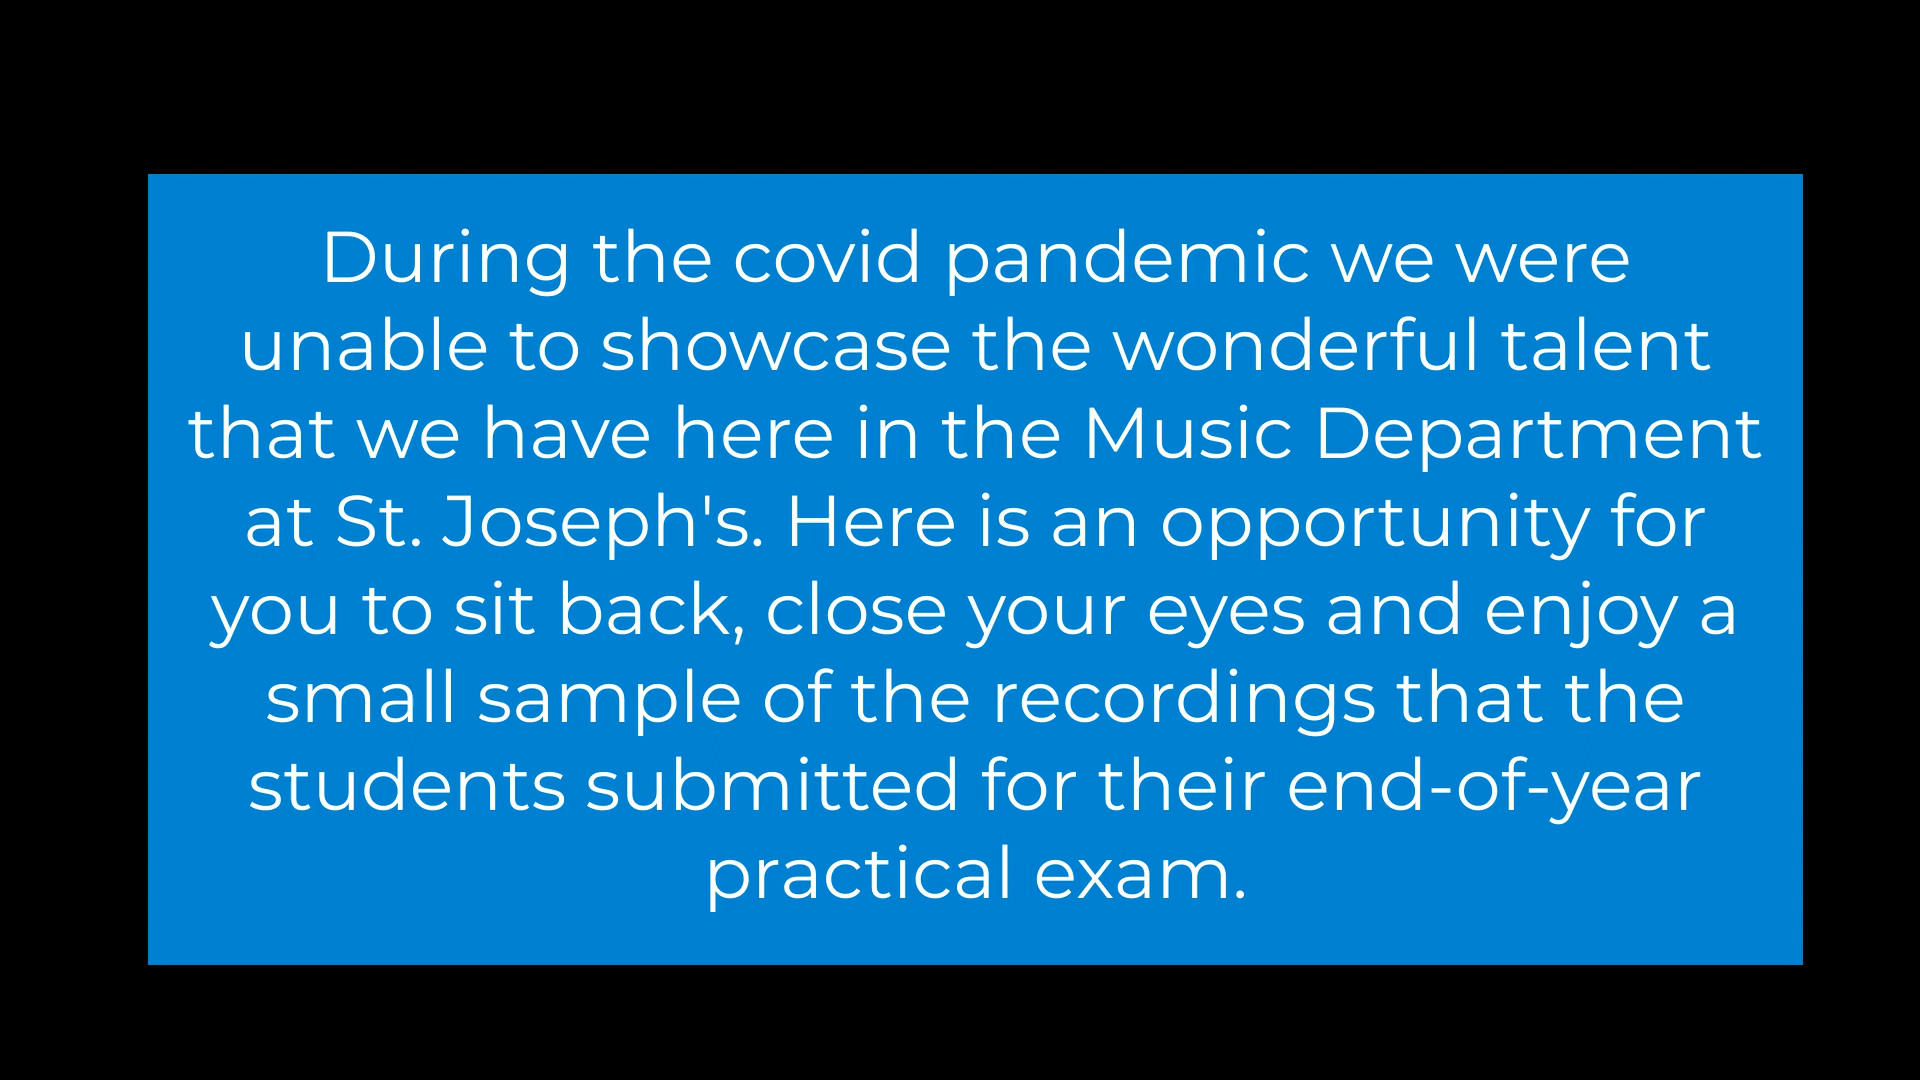 During the covid pandemic we were
unable to showcase the wonderful talent
that we have here in the Music Department
at St. Joseph's. Here is an opportunity for
you to sit back, close your eyes and enjoy a
small sample of the recordings that the
students submitted for their end-of-year
practical exam.